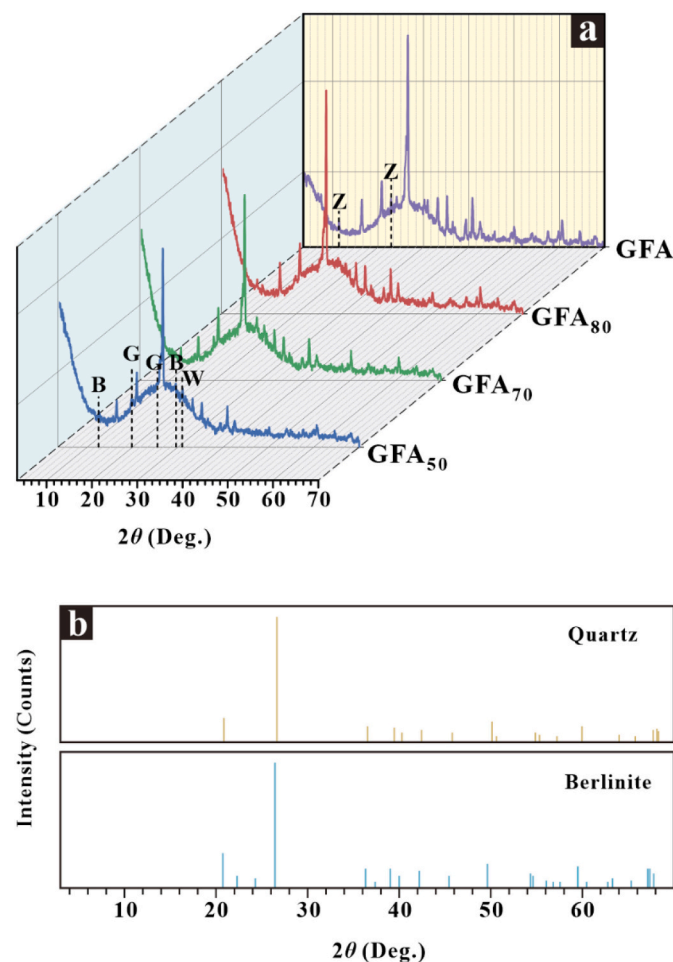 a
Z
Z
GFA
GFA80
B
G
G
B
W
GFA70
GFA50
10 20 30 40 50 60 70
2θ (Deg.)
b
Quartz
Intensity (Counts)
Berlinite
10 20 30 40 50 60
2θ (Deg.)